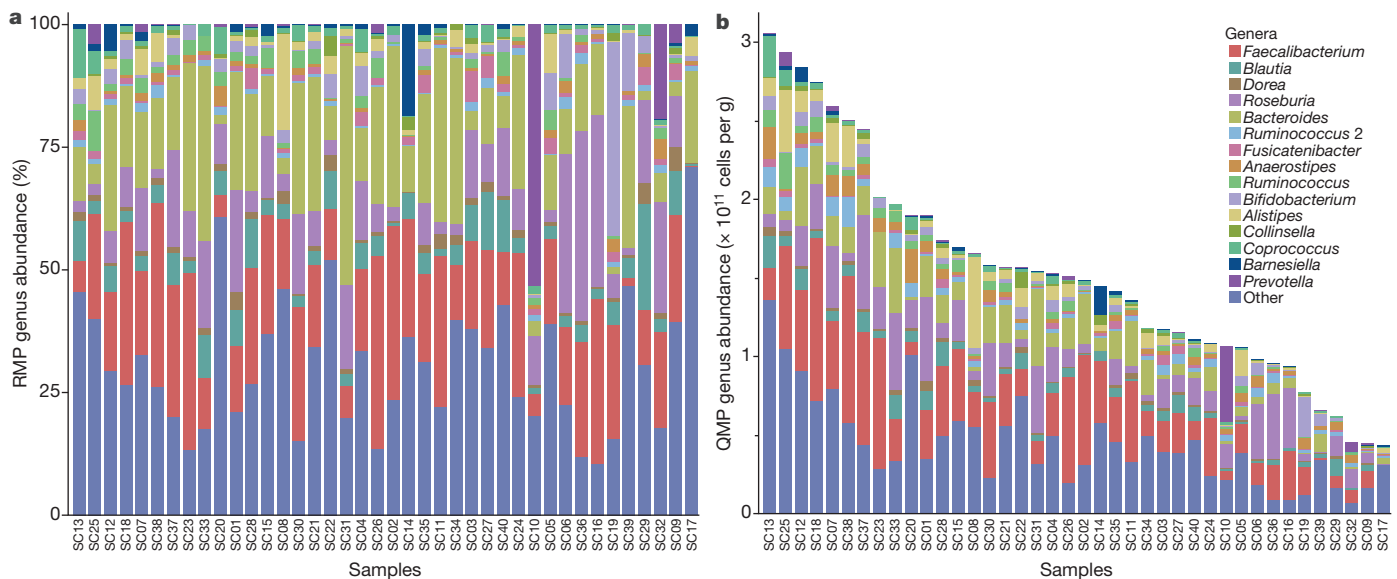 a
RMP genus abundance (%)
100
75
50
25
0
SC13 SC25 SC12 SC18 SC07 SC38 SC37 SC23 SC33 SC20 SC01 SC28 SC15 SC08 SC30 SC21 SC22 SC31 SC04 SC26 SC02 SC14 SC35 SC11 SC34 SC03 SC27 SC40 SC24 SC10 SC05 SC06 SC36 SC16 SC19 SC39 SC29 SC32 SC09 SC17
Samples
b
QMP genus abundance (× 10¹¹ cells per g)
3
2
1
0
Genera
Faecalibacterium
Blautia
Dorea
Roseburia
Bacteroides
Ruminococcus 2
Fusicatenibacter
Anaerostipes
Ruminococcus
Bifidobacterium
Alistipes
Collinsella
Coprococcus
Barnesiella
Prevotella
Other
SC13 SC25 SC12 SC18 SC07 SC38 SC37 SC23 SC33 SC20 SC01 SC28 SC15 SC08 SC30 SC21 SC22 SC31 SC04 SC26 SC02 SC14 SC35 SC11 SC34 SC03 SC27 SC40 SC24 SC10 SC05 SC06 SC36 SC16 SC19 SC39 SC29 SC32 SC09 SC17
Samples